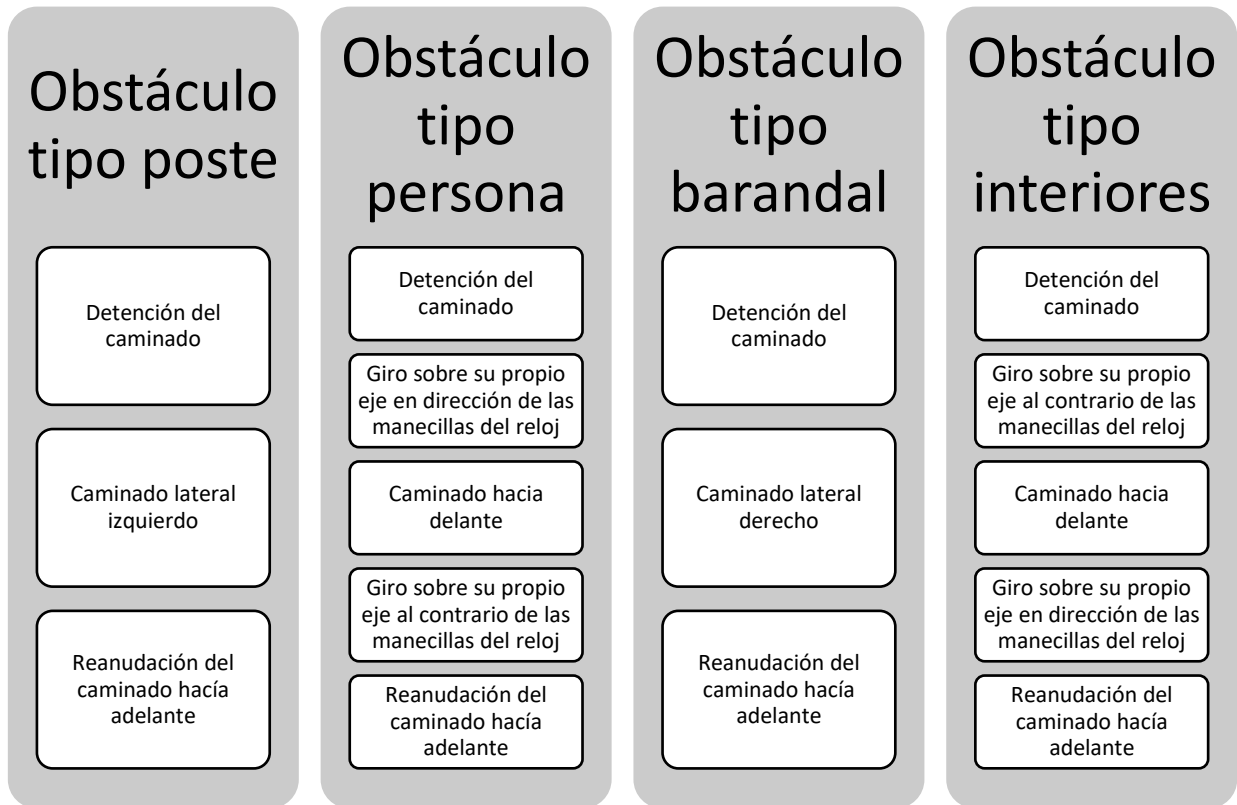 Obstáculo
tipo poste
Detención del
caminado
Caminado lateral
izquierdo
Reanudación del
caminado hacía
adelante
Obstáculo
tipo
persona
Detención del
caminado
Giro sobre su propio
eje en dirección de las
manecillas del reloj
Caminado hacia
delante
Giro sobre su propio
eje al contrario de las
manecillas del reloj
Reanudación del
caminado hacía
adelante
Obstáculo
tipo
barandal
Detención del
caminado
Caminado lateral
derecho
Reanudación del
caminado hacía
adelante
Obstáculo
tipo
interiores
Detención del
caminado
Giro sobre su propio
eje al contrario de las
manecillas del reloj
Caminado hacia
delante
Giro sobre su propio
eje en dirección de las
manecillas del reloj
Reanudación del
caminado hacía
adelante